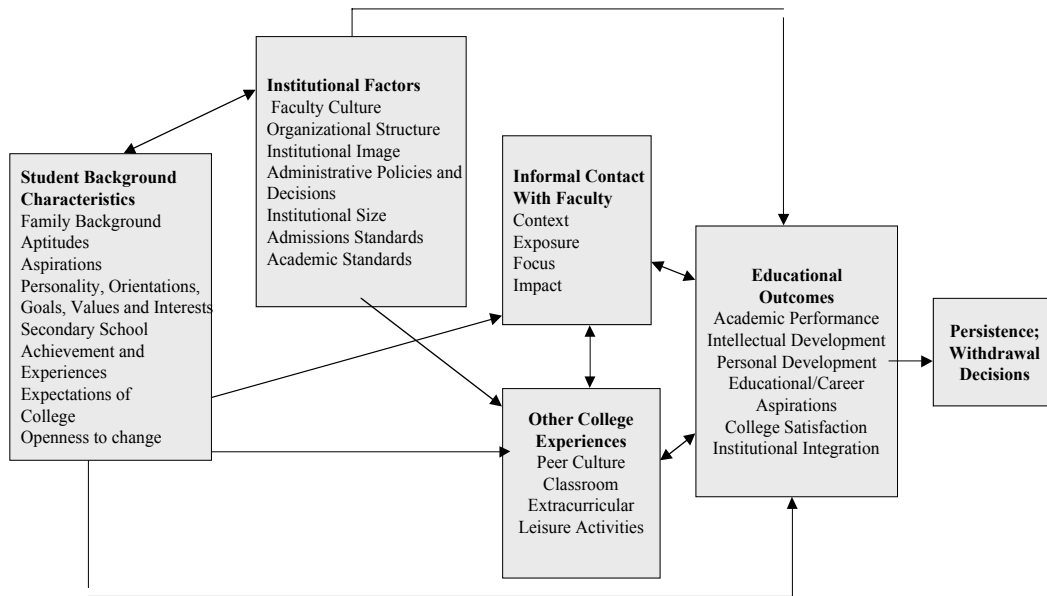 Student Background
Characteristics
Family Background
Aptitudes
Aspirations
Personality, Orientations,
Goals, Values and Interests
Secondary School
Achievement and
Experiences
Expectations of
College
Openness to change
Institutional Factors
Faculty Culture
Organizational Structure
Institutional Image
Administrative Policies and
Decisions
Institutional Size
Admissions Standards
Academic Standards
Informal Contact
With Faculty
Context
Exposure
Focus
Impact
Other College
Experiences
Peer Culture
Classroom
Extracurricular
Leisure Activities
Educational
Outcomes
Academic Performance
Intellectual Development
Personal Development
Educational/Career
Aspirations
College Satisfaction
Institutional Integration
Persistence;
Withdrawal
Decisions